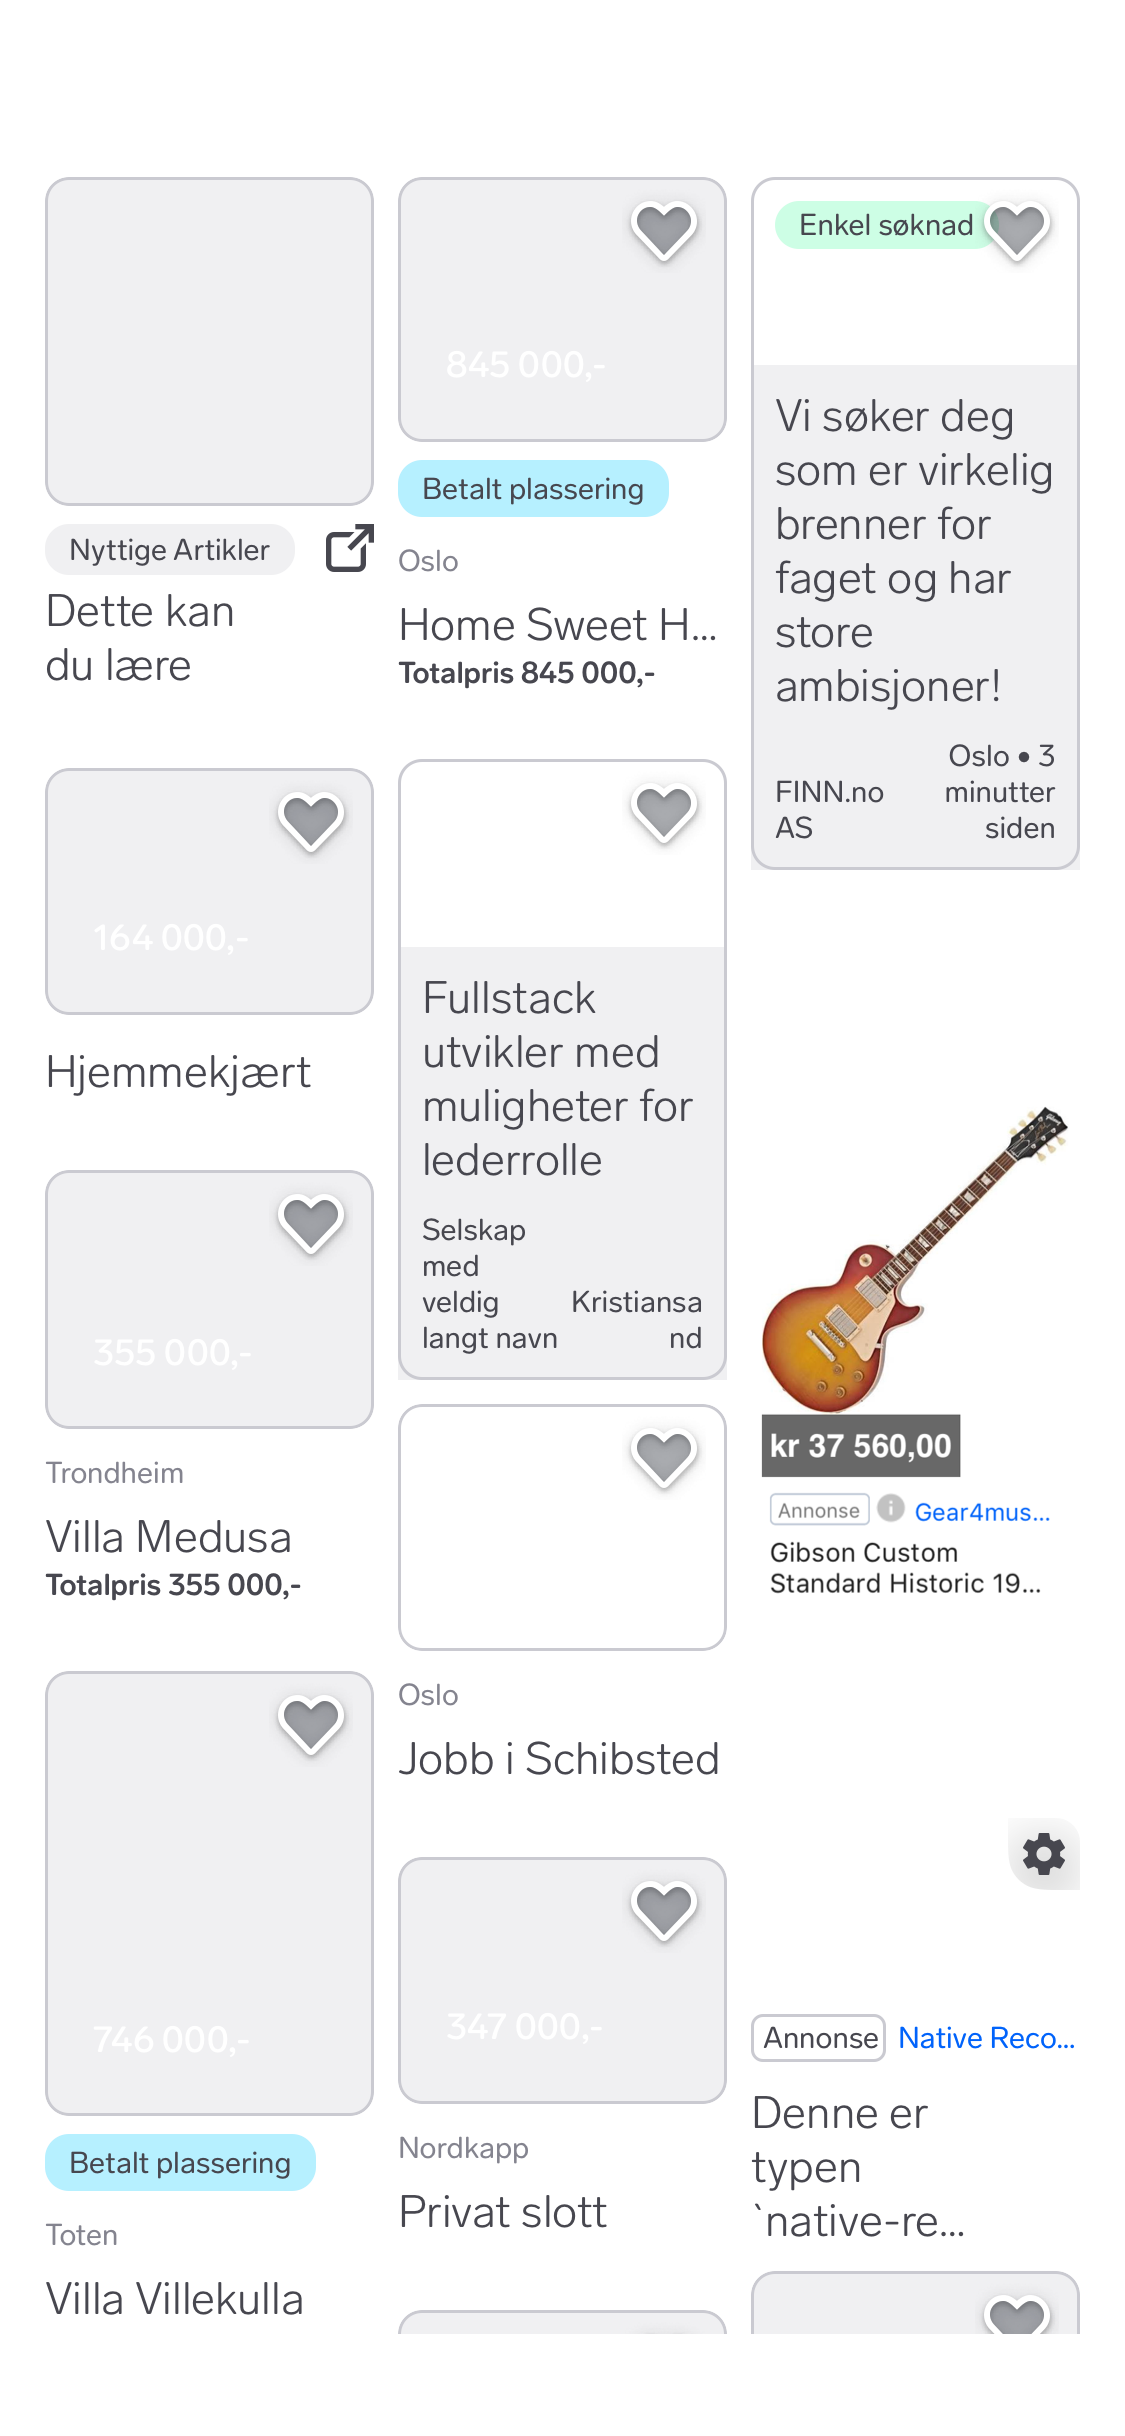 Nyttige Artikler
Dette kan
du lære
164 000,-
Hjemmekjært
355 000,-
Trondheim
Villa Medusa
Totalpris 355 000,-
746 000,-
Betalt plassering
Toten
Villa Villekulla
845 000,-
Betalt plassering
Oslo
Home Sweet H...
Totalpris 845 000,-
Fullstack
utvikler med
muligheter for
lederrolle
Selskap
med
veldig
langt navn
Kristiansa
nd
Oslo
Jobb i Schibsted
347 000,-
Nordkapp
Privat slott
Enkel søknad
Vi søker deg
som er virkelig
brenner for
faget og har
store
ambisjoner!
FINN.no
AS
Oslo • 3
minutter
siden
kr 37 560,00
Annonse Gear4mus...
Gibson Custom
Standard Historic 19...
Annonse Native Reco...
Denne er
typen
`native-re...